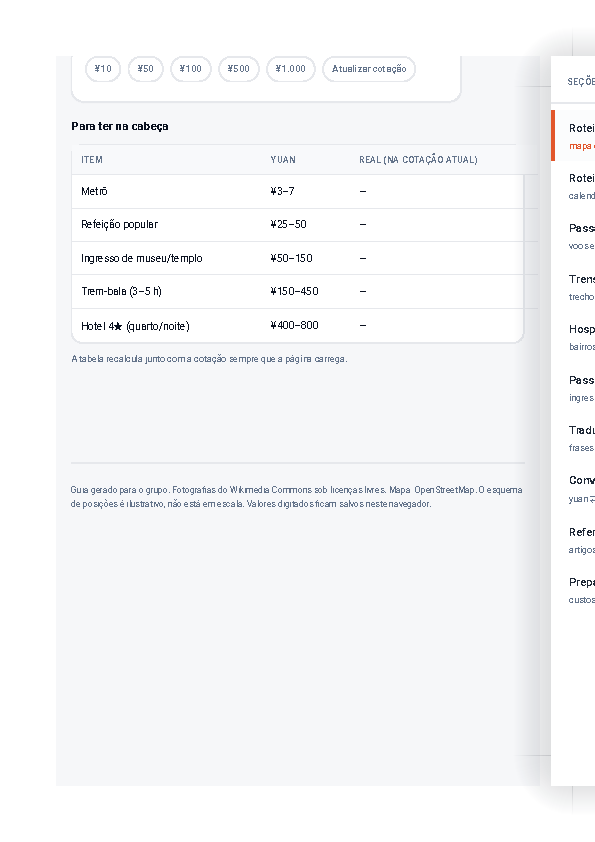 ¥10 ¥50 ¥100 ¥500 ¥1.000 Atualizar cotação
Para ter na cabeça
ITEM YUAN REAL (NA COTAÇÃO ATUAL)
Metrô ¥3–7 –
Refeição popular ¥25–50 –
Ingresso de museu/templo ¥50–150 –
Trem-bala (3–5 h) ¥150–450 –
Hotel 4★ (quarto/noite) ¥400–800 –
A tabela recalcula junto com a cotação sempre que a página carrega.
Guia gerado para o grupo. Fotografias do Wikimedia Commons sob licenças livres. Mapa OpenStreetMap. O esquema
de posições é ilustrativo, não está em escala. Valores digitados ficam salvos neste navegador.
SEÇÕE
Rotei
mapa
Rotei
calend
Passa
voo e
Trans
trecho
Hosp
bairros
Pass
ingres
Tradu
frases
Conv
yuan
Refer
artigos
Prepa
custos